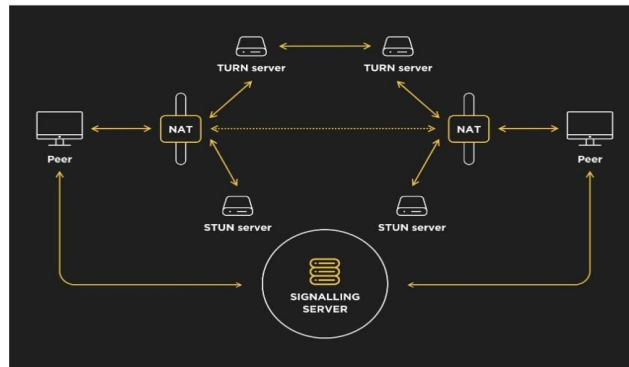 TURN server
TURN server
NAT
NAT
Peer
Peer
STUN server
STUN server
SIGNALLING
SERVER